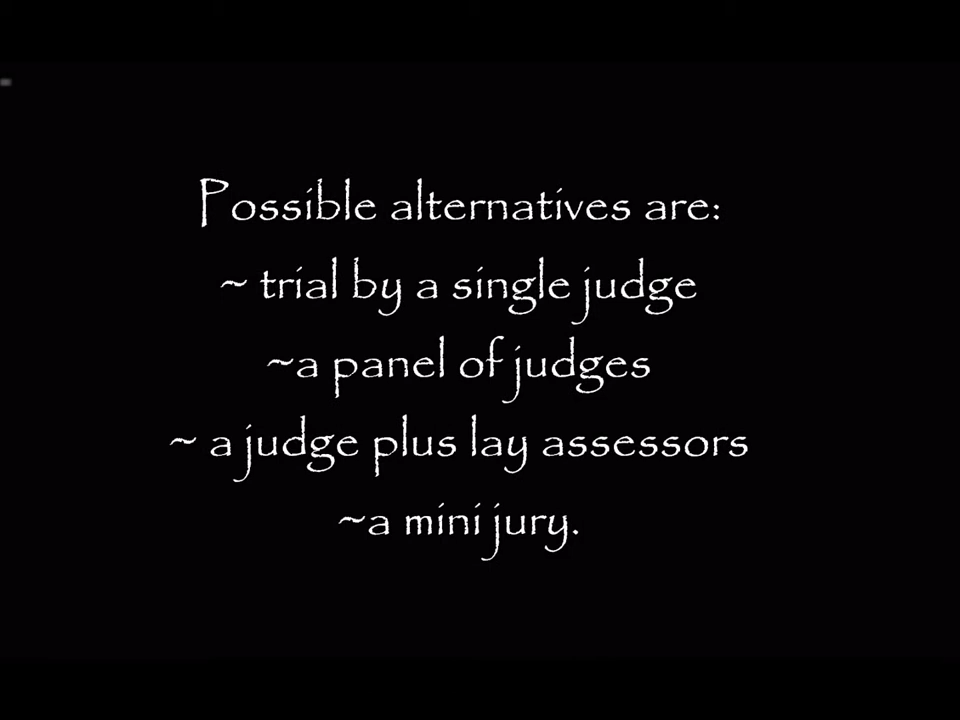 Possible alternatives are:
~ trial by a single judge
~a panel of judges
~ a judge plus lay assessors
~a mini jury.